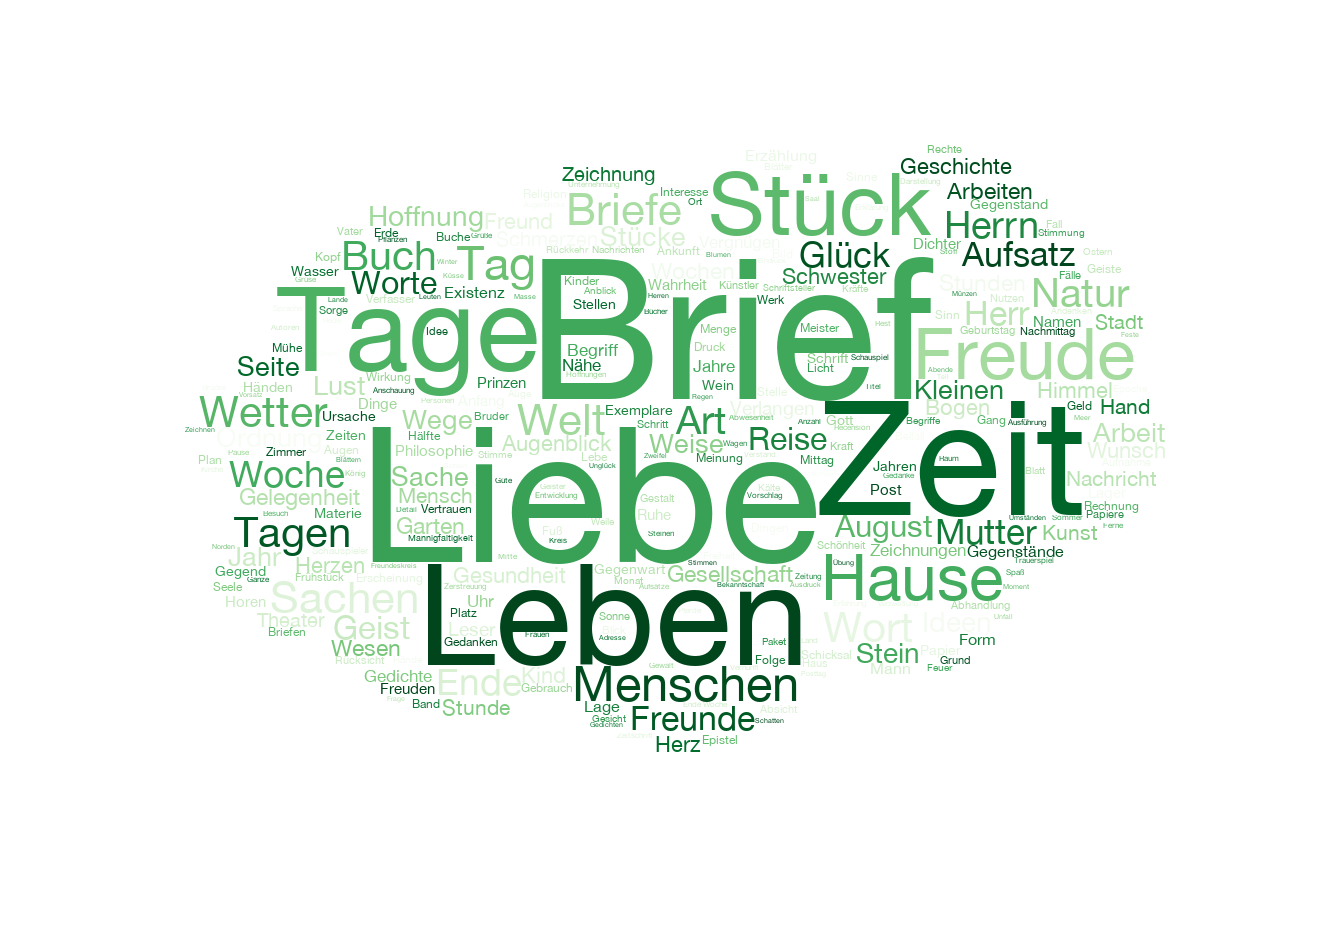 Rechte
Erzählung
Zeichnung
Geschichte
Stück
Interesse
Arbeiten
Religion
Ort
Gegenstand
Hoffnung
Freund
Briefe
Herrn
Fall
Stimmung
Vater
Erde
Pflanzen
Buche
Grüße
Schmerzen
Stücke
Vergnügen
Dichter
Stoff
Aufsatz
Ostern
Kopf
Buch
Tag
Rückkehr
Nachrichten
Ankunft
Blumen
Glück
Wasser
Worte
Winter
Küsse
Wochen
Schwester
Fälle
Geiste
Lande
Verfasser
Leuten
Existenz
Masse
Kinder
Anblick
Wahrheit
Herren
Künstler
Schriftsteller
Kräfte
Stunden
Natur
Sorge
Tage
Brief
Stellen
Bücher
Werk
Münzen
Nutzen
Andenken
Idee
Menge
Meister
Hest
Sinn
Herr
Namen
Stadt
Geburtstag
Nachmittag
Feste
Mühe
Begriff
Druck
Schrift
Schauspiel
Freude
Seite
Nähe
Jahre
Licht
Abende
Händen
Lust
Wirkung
Anschauung
Prinzen
Hoffnungen
Wein
Titel
Kleinen
Himmel
Vorsatz
Dinge
Personen
Regen
Stelle
Wetter
Ursache
Wege
Bruder
Welt
Exemplare
Art
Verlangen
Abwesenheit
Anzahl
Gott
Begriffe
Bogen
Gang
Geld
Ausführung
Meer
Hand
Zeichnen
Ordnung
Zeiten
Hälfte
Schritt
Recension
Zeit
Arbeit
Pause
Zimmer
Augen
Philosophie
Stimme
Augenblick
Lebe
Weise
Wagen
Reise
Kraft
Wunsch
Plan
Blättern
Zweifel
Meinung
Verstand
Mittag
Haum
Woche
König
Sache
Güte
Unglück
Jahren
Gedanke
Blatt
Nachricht
Gelegenheit
Mensch
Geister
Entwicklung
Liebe
Gestalt
Vorschlag
Post
Rechnung
Besuch
Materie
Detail
Vertrauen
Ruhe
Umständen
Sommer
Papiere
Tagen
Garten
Mannigfaltigkeit
Fuß
Kreis
Steinen
August
Mutter
Kunst
Ferne
Norden
Jahr
Weile
Schönheit
Zeichnungen
Gegenstände
Gegend
Herzen
Freundeskreis
Mitte
Stimmen
Übung
Trauerspiel
Ganze
Frühstück
Erscheinung
Gesundheit
Gegenwart
Gesellschaft
Zeitung
Hause
Spaß
Seele
Zerstreuung
Monat
Aufsätze
Bekanntschaft
Ausdruck
Moment
Horen
Sachen
Uhr
Leben
Abhandlung
Theater
Geist
Platz
Sonne
Wort
Ideen
Unfall
Briefen
Leser
Frauen
Adresse
Wesen
Gedanken
Paket
Land
Stein
Papier
Form
Rücksicht
Folge
Schicksal
Haus
Grund
Gedichte
Ende
Kind
Gewalt
Mann
Feuer
Freuden
Gebrauch
Menschen
Band
Stunde
Lage
Absicht
Gesicht
Gedichten
Freunde
Schatten
Herz
Epistel